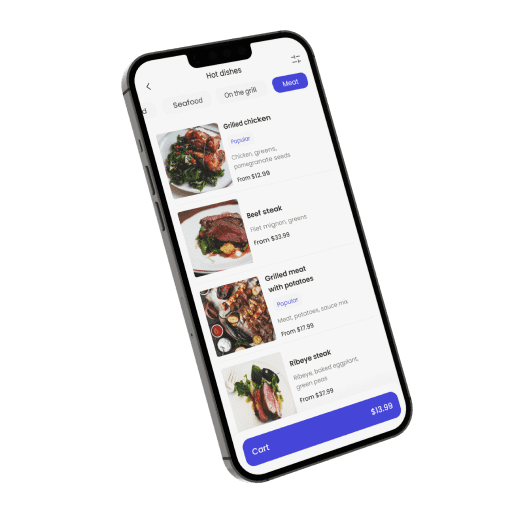 Hot dishes
d
Seafood
On the grill
Meat
Grilled chicken
Popular
Chicken, greens,
pomegranate seeds
From $12.99
Beef steak
Filet mignon, greens
From $33.99
Grilled meat
with potatoes
Popular
Meat, potatoes, sauce mix
From $17.99
Ribeye steak
Ribeye, baked eggplant,
green peas
From $37.99
Cart
$13.99